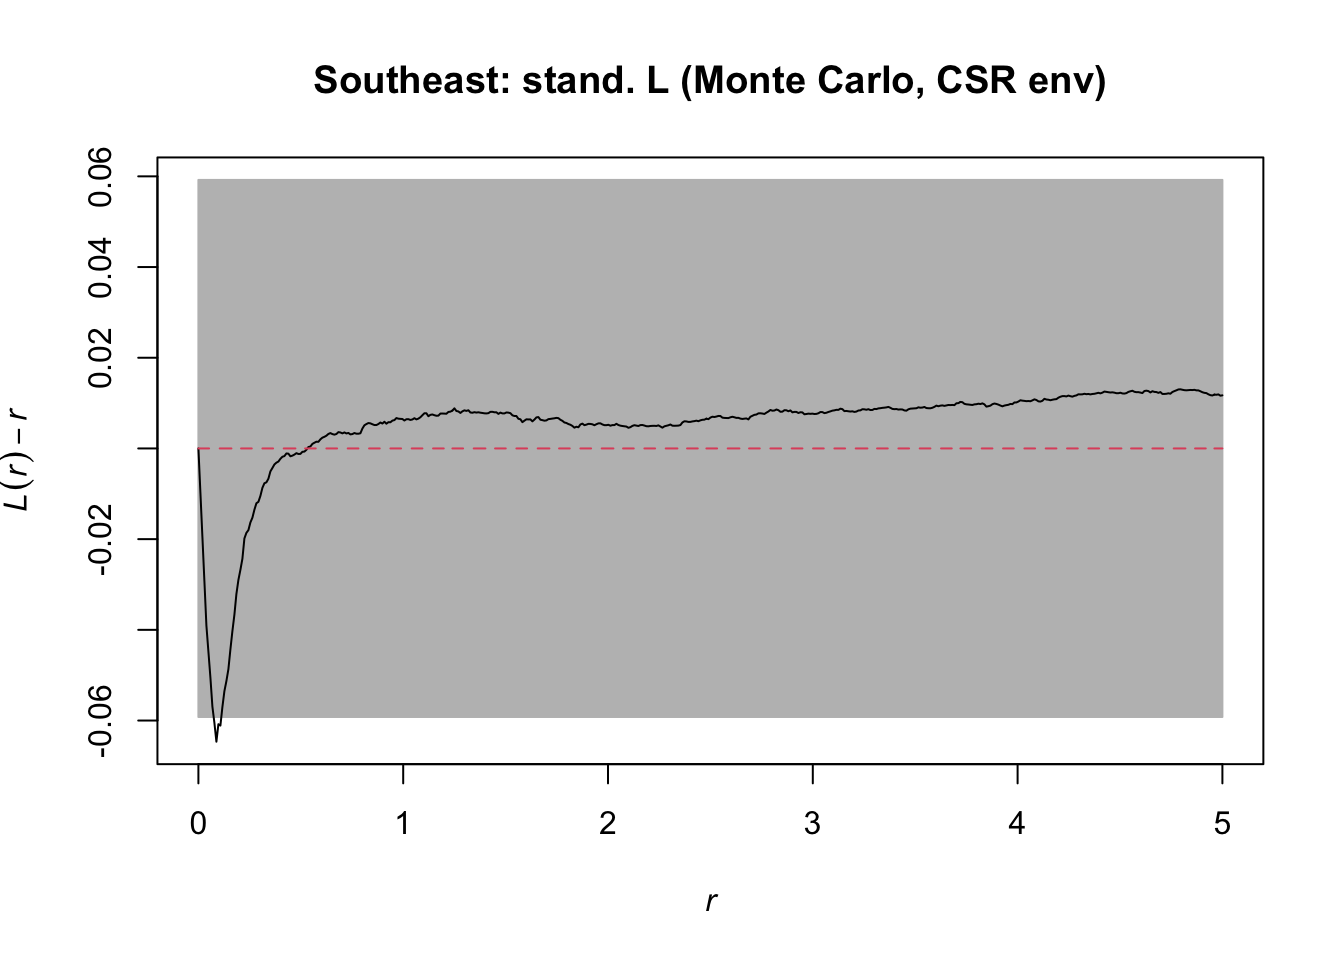 Southeast: stand. L (Monte Carlo, CSR env)
0.06
0.04
0.02
-0.02
-0.06
L(r) − r
0 1 2 3 4 5
r